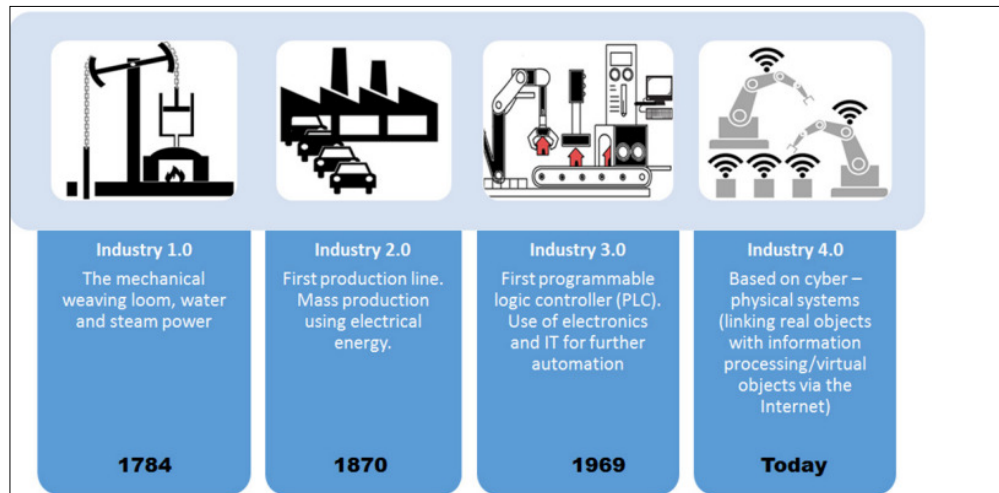 Industry 1.0
The mechanical
weaving loom, water
and steam power
1784
Industry 2.0
First production line.
Mass production
using electrical
energy.
1870
Industry 3.0
First programmable
logic controller (PLC).
Use of electronics
and IT for further
automation
1969
Industry 4.0
Based on cyber –
physical systems
(linking real objects
with information
processing/virtual
objects via the
Internet)
Today